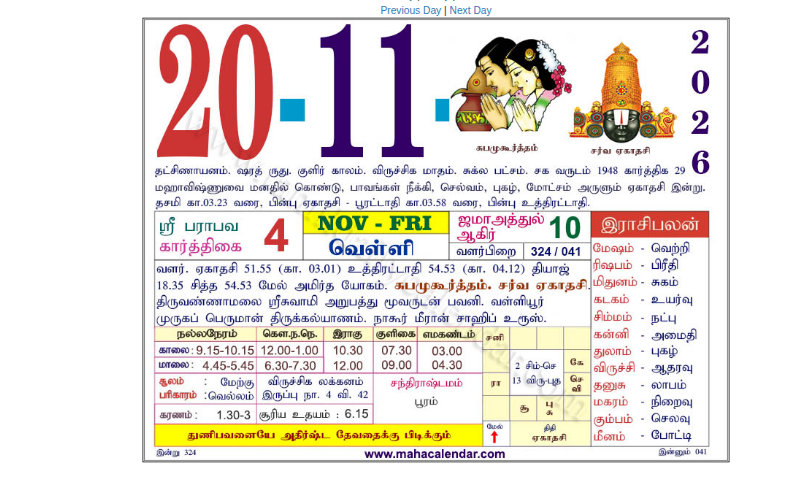 Previous Day | Next Day
20-11
2026
சுபமுகூர்த்தம்
சர்வ ஏகாதசி
தட்சிணாயனம். ஷரத் ருது. குளிர் காலம். விருச்சிக மாதம். சுக்ல பட்சம். சக வருடம் 1948 கார்த்திக 29
மஹாவிஷ்ணுவை மனதில் கொண்டு, பாவங்கள் நீக்கி, செல்வம், புகழ், மோட்சம் அருளும் ஏகாதசி இன்று.
தசமி கா.03.23 வரை, பின்பு ஏகாதசி - பூரட்டாதி கா.03.58 வரை, பின்பு உத்திரட்டாதி.
ஸ்ரீ பராபவ
கார்த்திகை 4
NOV - FRI
வெள்ளி
ஜமாஅத்துல் ஆகிர் 10
வளர்பிறை 324 / 041
வளர். ஏகாதசி 51.55 (கா. 03.01) உத்திரட்டாதி 54.53 (கா. 04.12) தியாஜ்
18.35 சித்த 54.53 மேல் அமிர்த யோகம். சுபமுகூர்த்தம். சர்வ ஏகாதசி.
திருவண்ணாமலை ஸ்ரீசுவாமி அறுபத்து மூவருடன் பவனி. வள்ளியூர்
முருகப் பெருமான் திருக்கல்யாணம். நாகூர் மீரான் சாஹிப் உரூஸ்.
இராசிபலன்
மேஷம் - வெற்றி
ரிஷபம் - பிரீதி
மிதுனம் - சுகம்
கடகம் - உயர்வு
சிம்மம் - நட்பு
கன்னி - அமைதி
துலாம் - புகழ்
விருச்சி - ஆதரவு
தனுசு - லாபம்
மகரம் - நிறைவு
கும்பம் - செலவு
மீனம் - போட்டி
நல்லநேரம் கௌ.ந.நே. இராகு குளிகை எமகண்டம்
காலை : 9.15-10.15 12.00-1.00 10.30 07.30 03.00
மாலை : 4.45-5.45 6.30-7.30 12.00 09.00 04.30
சூலம் : மேற்கு
பரிகாரம் : வெல்லம்
விருச்சிக லக்கனம்
இருப்பு நா. 4 வி. 42
சந்திராஷ்டமம்
பூரம்
கரணம் : 1.30-3 சூரிய உதயம் : 6.15
துணிபவனையே அதிர்ஷ்ட தேவதைக்கு பிடிக்கும்
சனி
ரா
2 சிம்-செ
13 விரு-புத
கே
செ
வி
சூ
பு
சு
மேல்
திதி
ஏகாதசி
இன்று 324
www.mahacalendar.com
இன்னும் 041